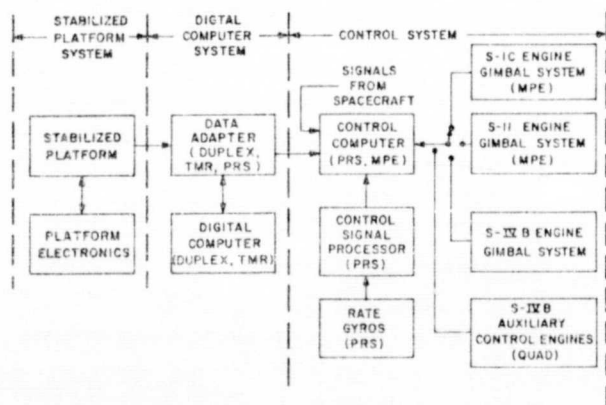 STABILIZED
PLATFORM
SYSTEM
DIGTAL
COMPUTER
SYSTEM
CONTROL SYSTEM
SIGNALS
FROM
SPACECRAFT
STABILIZED
PLATFORM
PLATFORM
ELECTRONICS
DATA
ADAPTER
(DUPLEX,
TMR, PRS)
DIGITAL
COMPUTER
(DUPLEX, TMR)
CONTROL
COMPUTER
(PRS, MPE)
CONTROL
SIGNAL
PROCESSOR
(PRS)
RATE
GYROS
(PRS)
S-IC ENGINE
GIMBAL SYSTEM
(MPE)
S-II ENGINE
GIMBAL SYSTEM
(MPE)
S-IVB ENGINE
GIMBAL SYSTEM
S-IVB
AUXILIARY
CONTROL ENGINES
(QUAD)